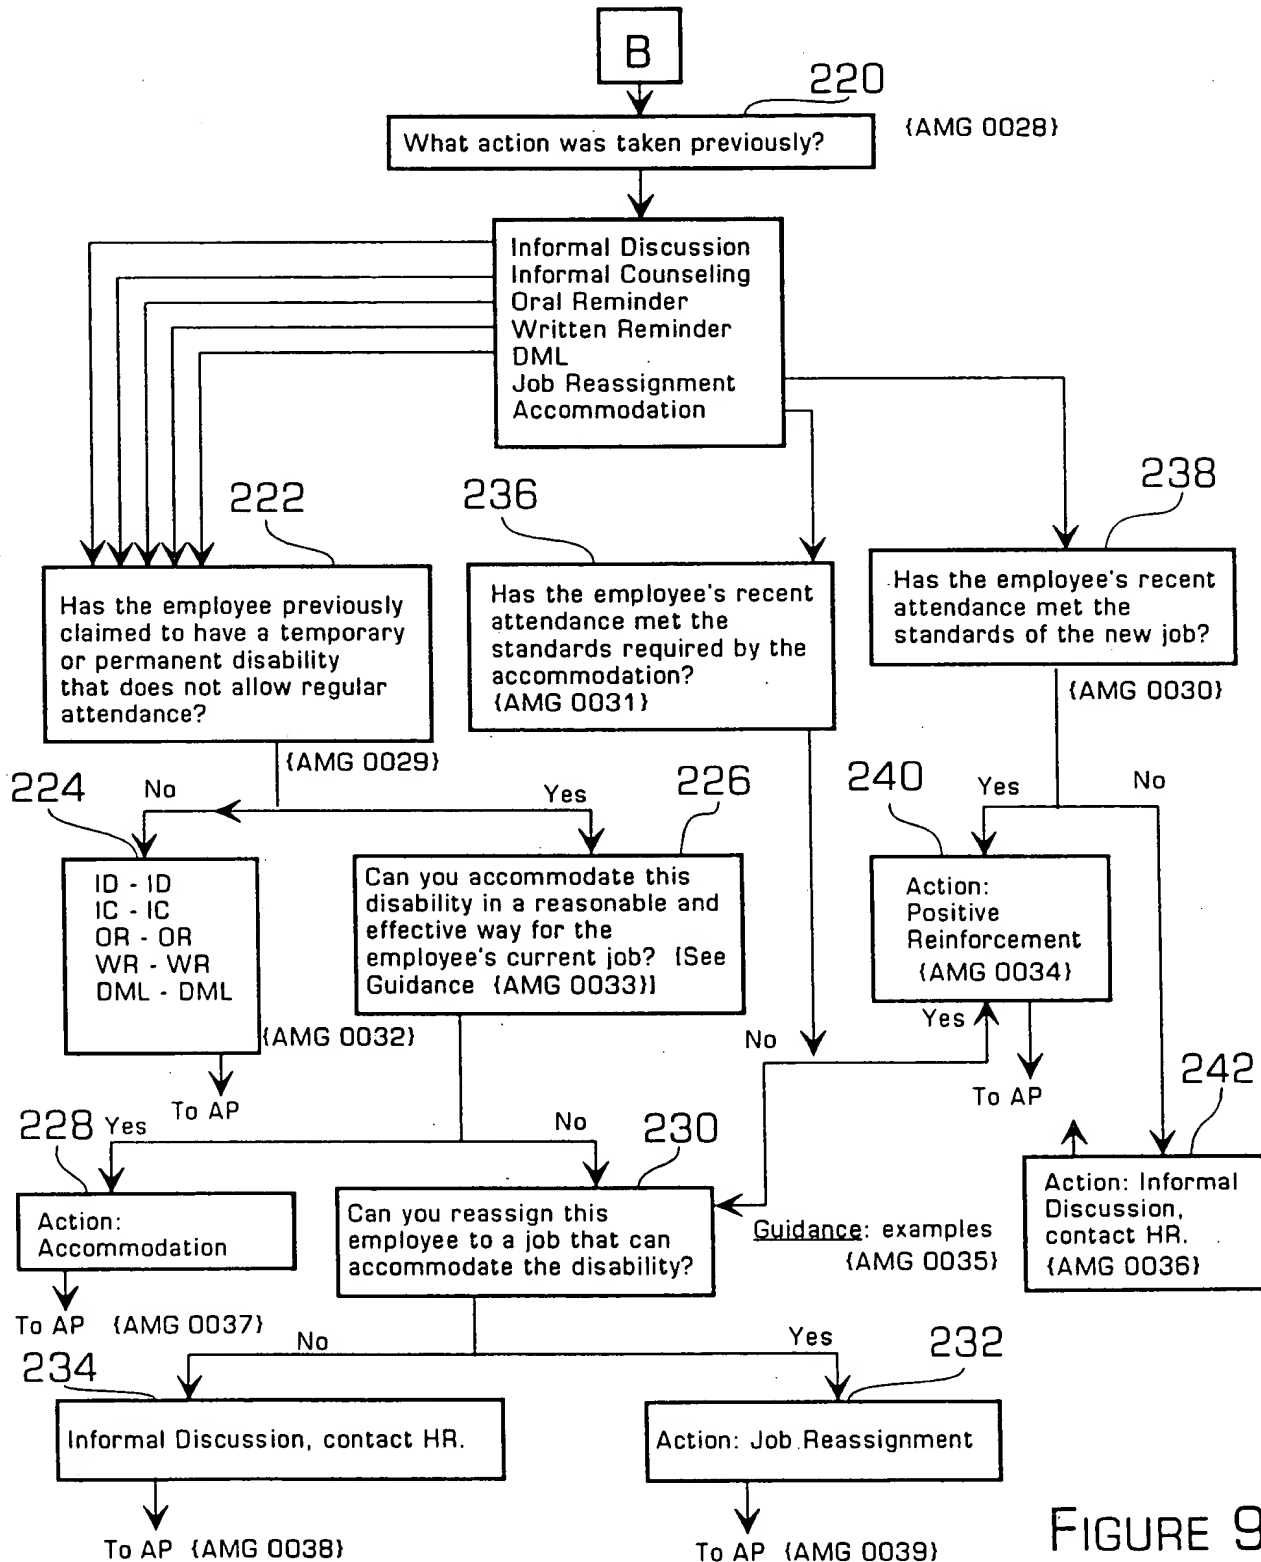 B
220
What action was taken previously?
{AMG 0028}
Informal Discussion
Informal Counseling
Oral Reminder
Written Reminder
DML
Job Reassignment
Accommodation
222
236
238
Has the employee previously
claimed to have a temporary
or permanent disability
that does not allow regular
attendance?
{AMG 0029}
Has the employee's recent
attendance met the
standards required by the
accommodation?
{AMG 0031}
Has the employee's recent
attendance met the
standards of the new job?
{AMG 0030}
224
No
Yes
226
240
Yes
No
ID - ID
IC - IC
OR - OR
WR - WR
DML - DML
{AMG 0032}
To AP
Can you accommodate this
disability in a reasonable and
effective way for the
employee's current job? [See
Guidance {AMG 0033}]
Action:
Positive
Reinforcement
{AMG 0034}
Yes
No
To AP
242
228
Yes
No
230
Action:
Accommodation
To AP {AMG 0037}
Can you reassign this
employee to a job that can
accommodate the disability?
Guidance: examples
{AMG 0035}
Action: Informal
Discussion,
contact HR.
{AMG 0036}
No
Yes
234
232
Informal Discussion, contact HR.
Action: Job Reassignment
To AP {AMG 0038}
To AP {AMG 0039}
FIGURE 9